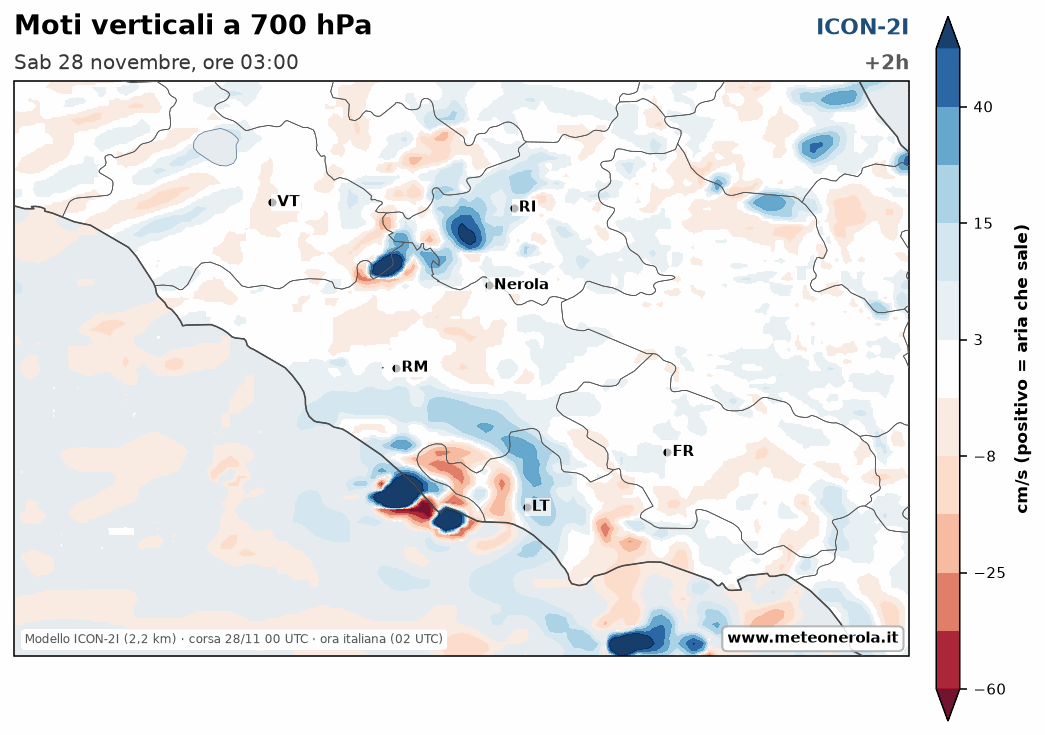 Moti verticali a 700 hPa
ICON-2I
Sab 28 novembre, ore 03:00
+2h
40
15
3
−8
−25
−60
cm/s (positivo = aria che sale)
VT
RI
Nerola
RM
FR
LT
Modello ICON-2I (2,2 km) · corsa 28/11 00 UTC · ora italiana (02 UTC)
www.meteonerola.it